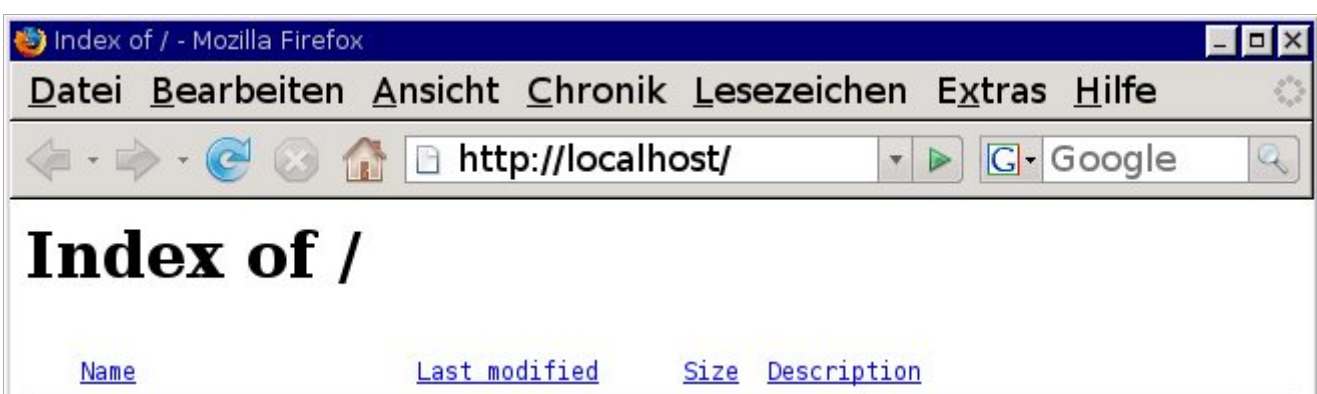 Index of / - Mozilla Firefox
Datei Bearbeiten Ansicht Chronik Lesezeichen Extras Hilfe
http://localhost/ G Google
Index of /
Name Last modified Size Description